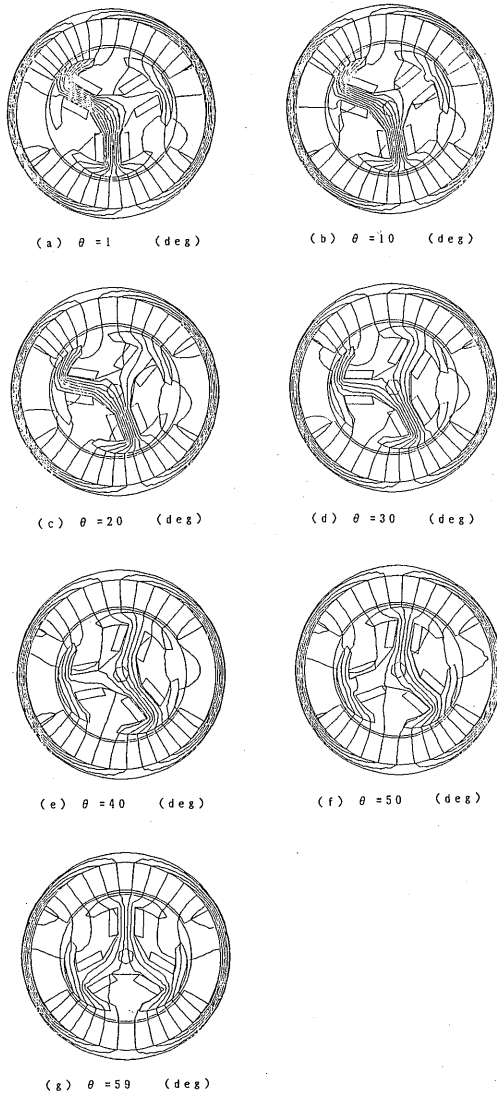 (a) θ =1 (deg)
(b) θ =10 (deg)
(c) θ =20 (deg)
(d) θ =30 (deg)
(e) θ =40 (deg)
(f) θ =50 (deg)
(g) θ =59 (deg)